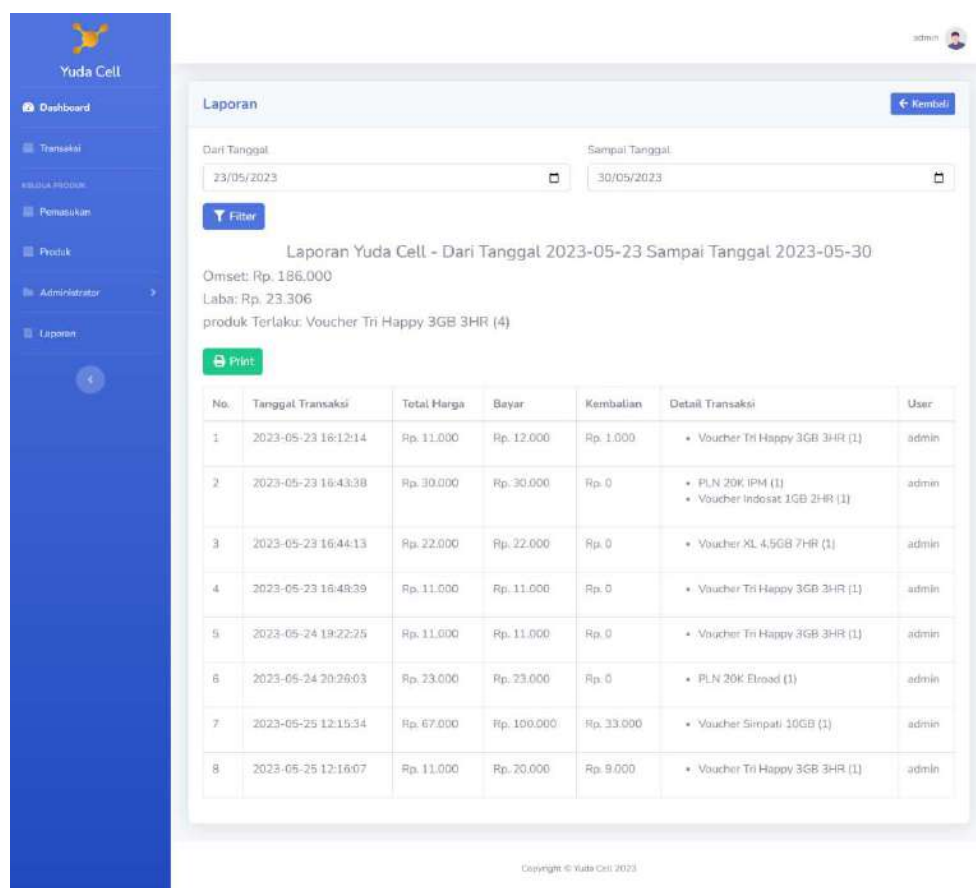 admin
Yuda Cell
Dashboard
Transaksi
KELOLA PRODUK
Pemasukan
Produk
Administrator
Laporan
Laporan
Kembali
Dari Tanggal
Sampai Tanggal
23/05/2023
30/05/2023
Filter
Laporan Yuda Cell - Dari Tanggal 2023-05-23 Sampai Tanggal 2023-05-30
Omset: Rp. 186.000
Laba: Rp. 23.306
produk Terlaku: Voucher Tri Happy 3GB 3HR (4)
Print
No. Tanggal Transaksi Total Harga Bayar Kembalian Detail Transaksi User
1 2023-05-23 16:12:14 Rp. 11.000 Rp. 12.000 Rp. 1.000 • Voucher Tri Happy 3GB 3HR (1) admin
2 2023-05-23 16:43:38 Rp. 30.000 Rp. 30.000 Rp. 0 • PLN 20K IPM (1) admin
• Voucher Indosat 1GB 2HR (1)
3 2023-05-23 16:44:13 Rp. 22.000 Rp. 22.000 Rp. 0 • Voucher XL 4,5GB 7HR (1) admin
4 2023-05-23 16:48:39 Rp. 11.000 Rp. 11.000 Rp. 0 • Voucher Tri Happy 3GB 3HR (1) admin
5 2023-05-24 19:22:25 Rp. 11.000 Rp. 11.000 Rp. 0 • Voucher Tri Happy 3GB 3HR (1) admin
6 2023-05-24 20:26:03 Rp. 23.000 Rp. 23.000 Rp. 0 • PLN 20K Elroad (1) admin
7 2023-05-25 12:15:34 Rp. 67.000 Rp. 100.000 Rp. 33.000 • Voucher Simpati 10GB (1) admin
8 2023-05-25 12:16:07 Rp. 11.000 Rp. 20.000 Rp. 9.000 • Voucher Tri Happy 3GB 3HR (1) admin
Copyright © Yuda Cell 2023